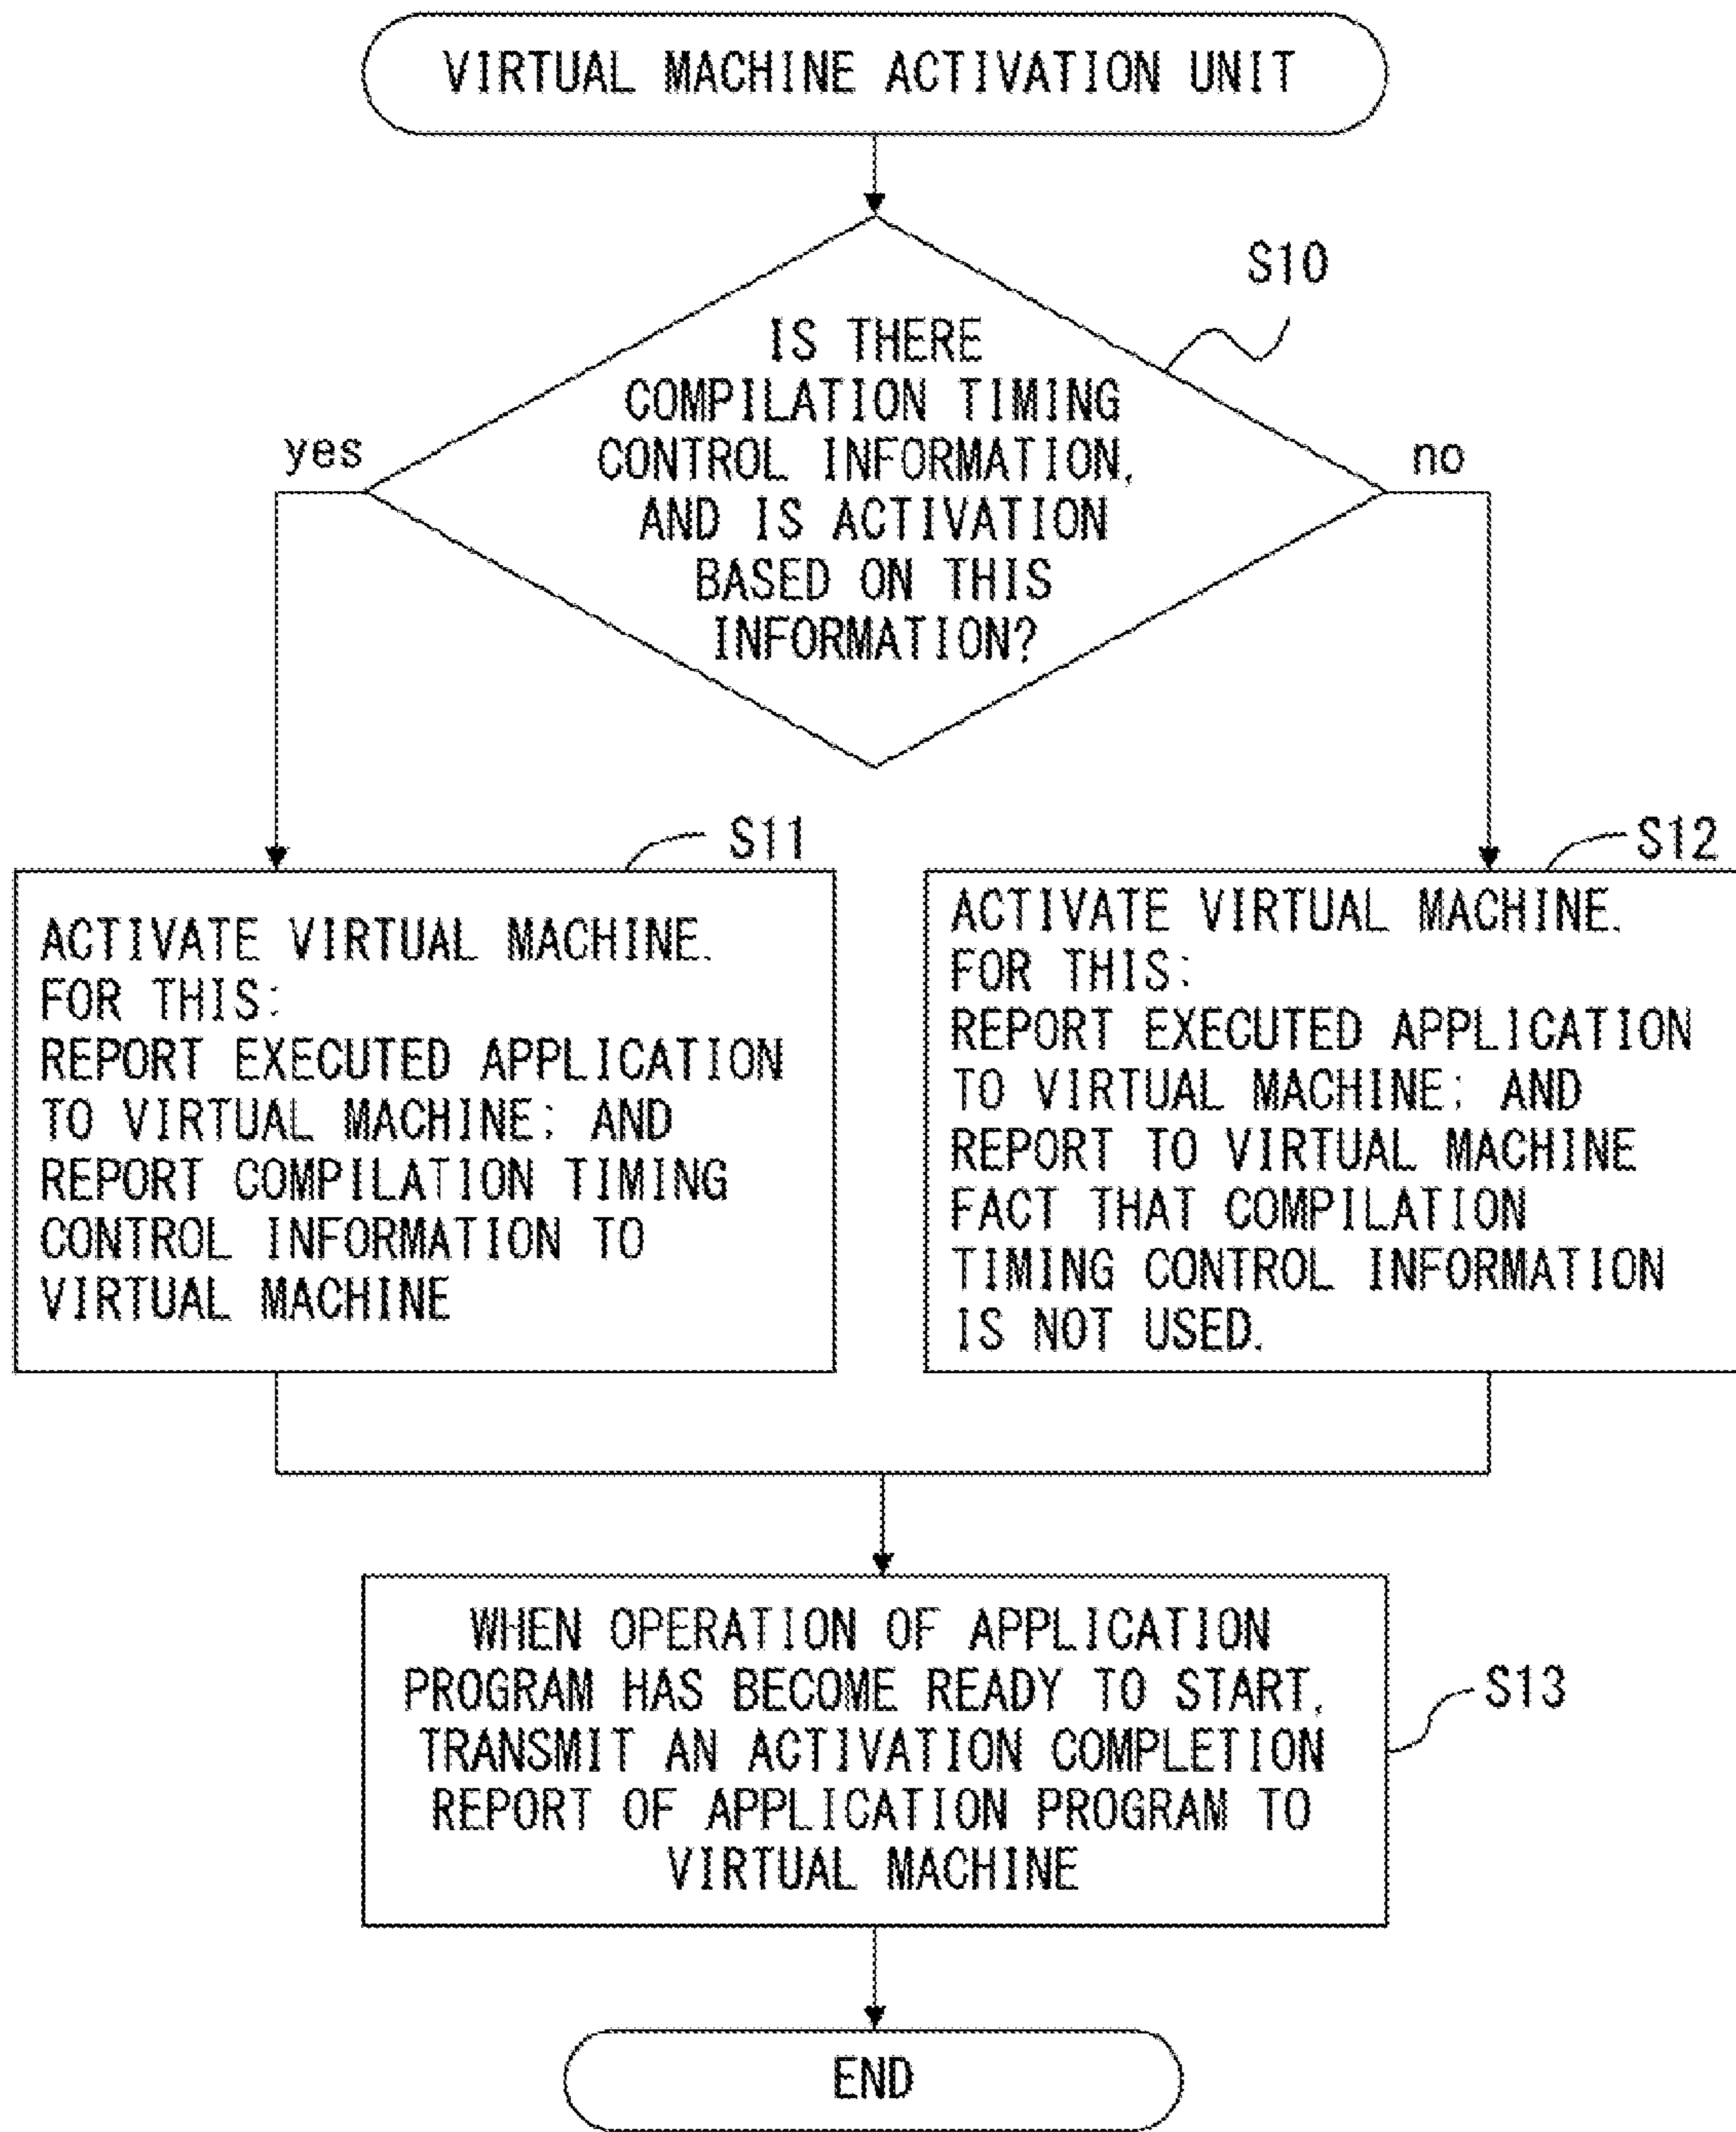 VIRTUAL MACHINE ACTIVATION UNIT
S10
IS THERE
COMPILATION TIMING
CONTROL INFORMATION,
AND IS ACTIVATION
BASED ON THIS
INFORMATION?
yes
no
S11
ACTIVATE VIRTUAL MACHINE.
FOR THIS:
REPORT EXECUTED APPLICATION
TO VIRTUAL MACHINE; AND
REPORT COMPILATION TIMING
CONTROL INFORMATION TO
VIRTUAL MACHINE
S12
ACTIVATE VIRTUAL MACHINE.
FOR THIS:
REPORT EXECUTED APPLICATION
TO VIRTUAL MACHINE; AND
REPORT TO VIRTUAL MACHINE
FACT THAT COMPILATION
TIMING CONTROL INFORMATION
IS NOT USED.
WHEN OPERATION OF APPLICATION
PROGRAM HAS BECOME READY TO START,
TRANSMIT AN ACTIVATION COMPLETION
REPORT OF APPLICATION PROGRAM TO
VIRTUAL MACHINE
S13
END